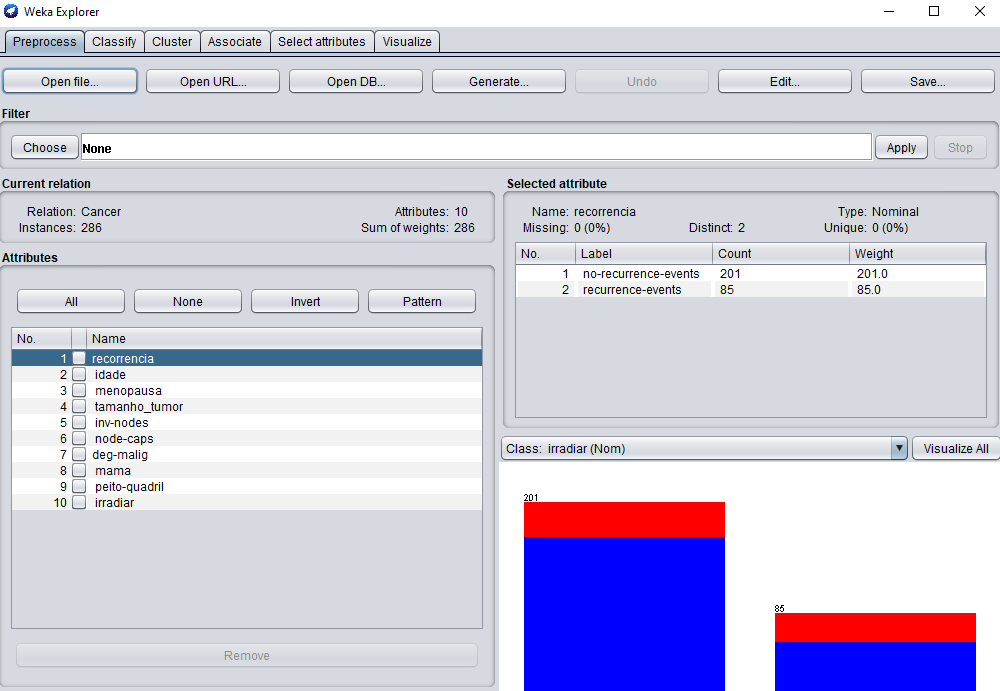 Weka Explorer
Preprocess Classify Cluster Associate Select attributes Visualize
Open file... Open URL... Open DB... Generate... Undo Edit... Save...
Filter
Choose None Apply Stop
Current relation
Relation: Cancer Attributes: 10
Instances: 286 Sum of weights: 286
Attributes
All None Invert Pattern
No. Name
1 recorrencia
2 idade
3 menopausa
4 tamanho_tumor
5 inv-nodes
6 node-caps
7 deg-malig
8 mama
9 peito-quadril
10 irradiar
Remove
Selected attribute
Name: recorrencia Type: Nominal
Missing: 0 (0%) Distinct: 2 Unique: 0 (0%)
No. Label Count Weight
1 no-recurrence-events 201 201.0
2 recurrence-events 85 85.0
Class: irradiar (Nom) Visualize All
201
85